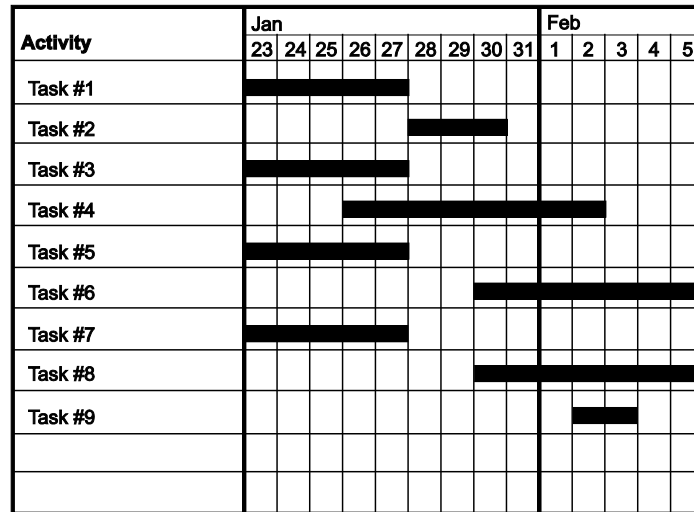 Jan Feb
Activity 23 24 25 26 27 28 29 30 31 1 2 3 4 5
Task #1
Task #2
Task #3
Task #4
Task #5
Task #6
Task #7
Task #8
Task #9